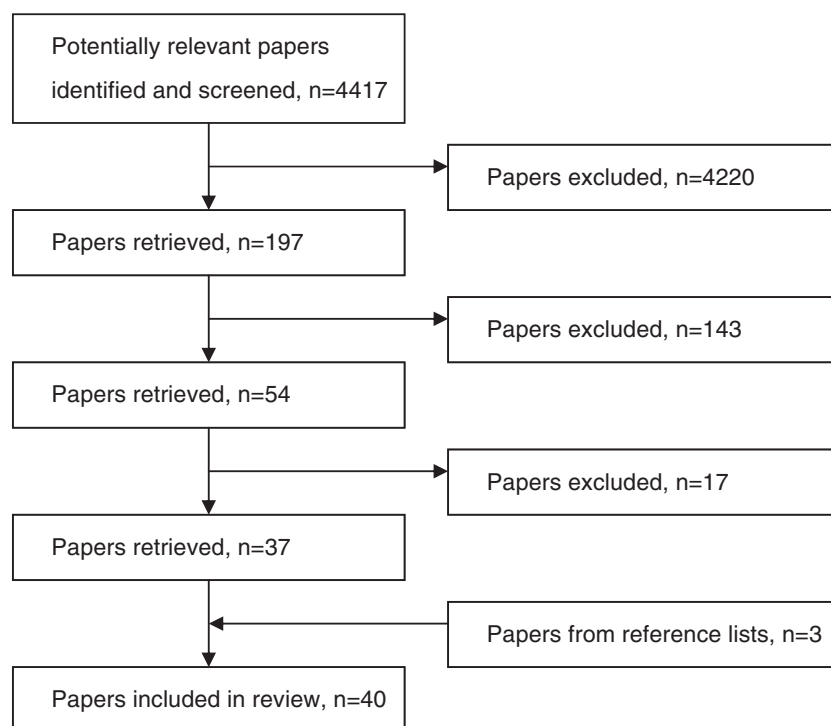 Potentially relevant papers
identified and screened, n=4417
Papers excluded, n=4220
Papers retrieved, n=197
Papers excluded, n=143
Papers retrieved, n=54
Papers excluded, n=17
Papers retrieved, n=37
Papers from reference lists, n=3
Papers included in review, n=40